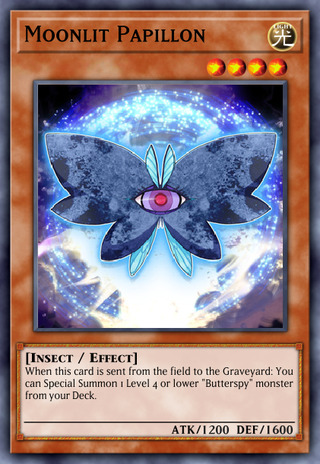 Moonlit Papillon
LIGHT
光
[Insect / Effect]
When this card is sent from the field to the Graveyard: You
can Special Summon 1 Level 4 or lower "Butterspy" monster
from your Deck.
ATK/1200 DEF/1600